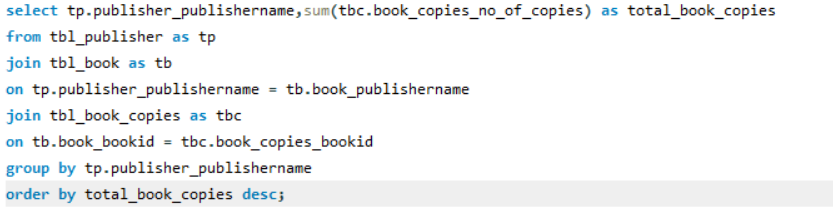 select tp.publisher_publishername,sum(tbc.book_copies_no_of_copies) as total_book_copies
from tbl_publisher as tp
join tbl_book as tb
on tp.publisher_publishername = tb.book_publishername
join tbl_book_copies as tbc
on tb.book_bookid = tbc.book_copies_bookid
group by tp.publisher_publishername
order by total_book_copies desc;